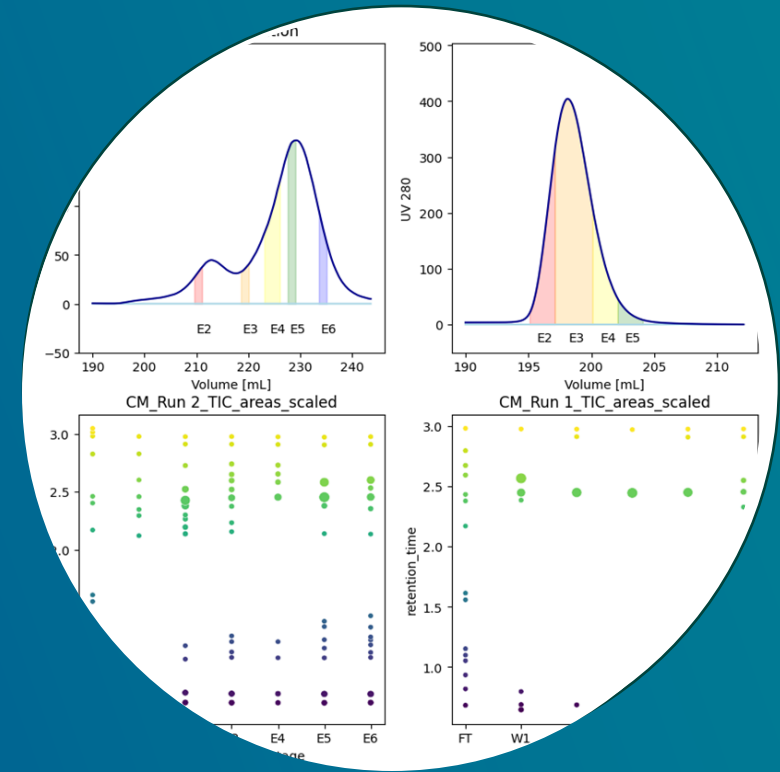 500
400
300
200
100
0
UV 280
50
0
−50
E2 E3 E4 E5 E6
E2 E3 E4 E5
190 200 210 220 230 240
190 195 200 205 210
Volume [mL]
Volume [mL]
CM_Run 2_TIC_areas_scaled
CM_Run 1_TIC_areas_scaled
3.0
2.5
3.0
2.5
2.0
1.5
1.0
retention_time
E4 E5 E6
FT W1